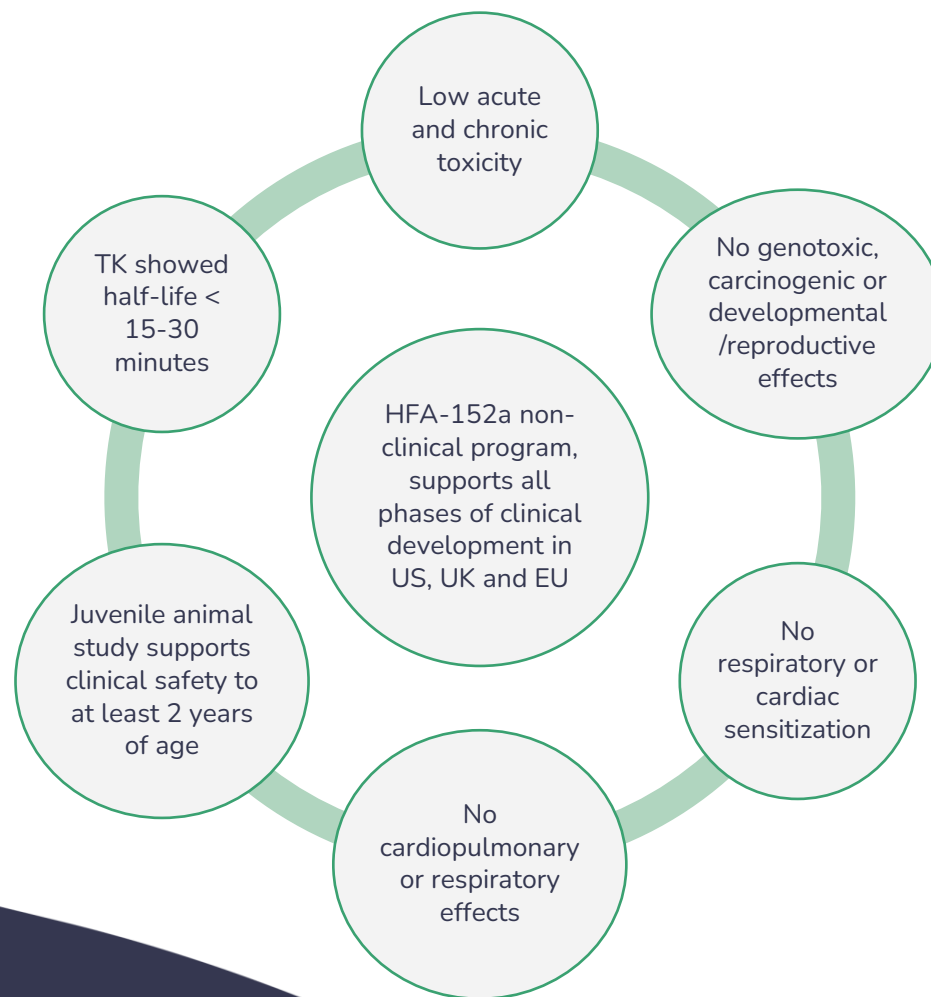 Low acute
and chronic
toxicity
No genotoxic,
carcinogenic or
developmental
/reproductive
effects
No
respiratory or
cardiac
sensitization
No
cardiopulmonary
or respiratory
effects
Juvenile animal
study supports
clinical safety to
at least 2 years
of age
TK showed
half-life <
15-30
minutes
HFA-152a non-
clinical program,
supports all
phases of clinical
development in
US, UK and EU